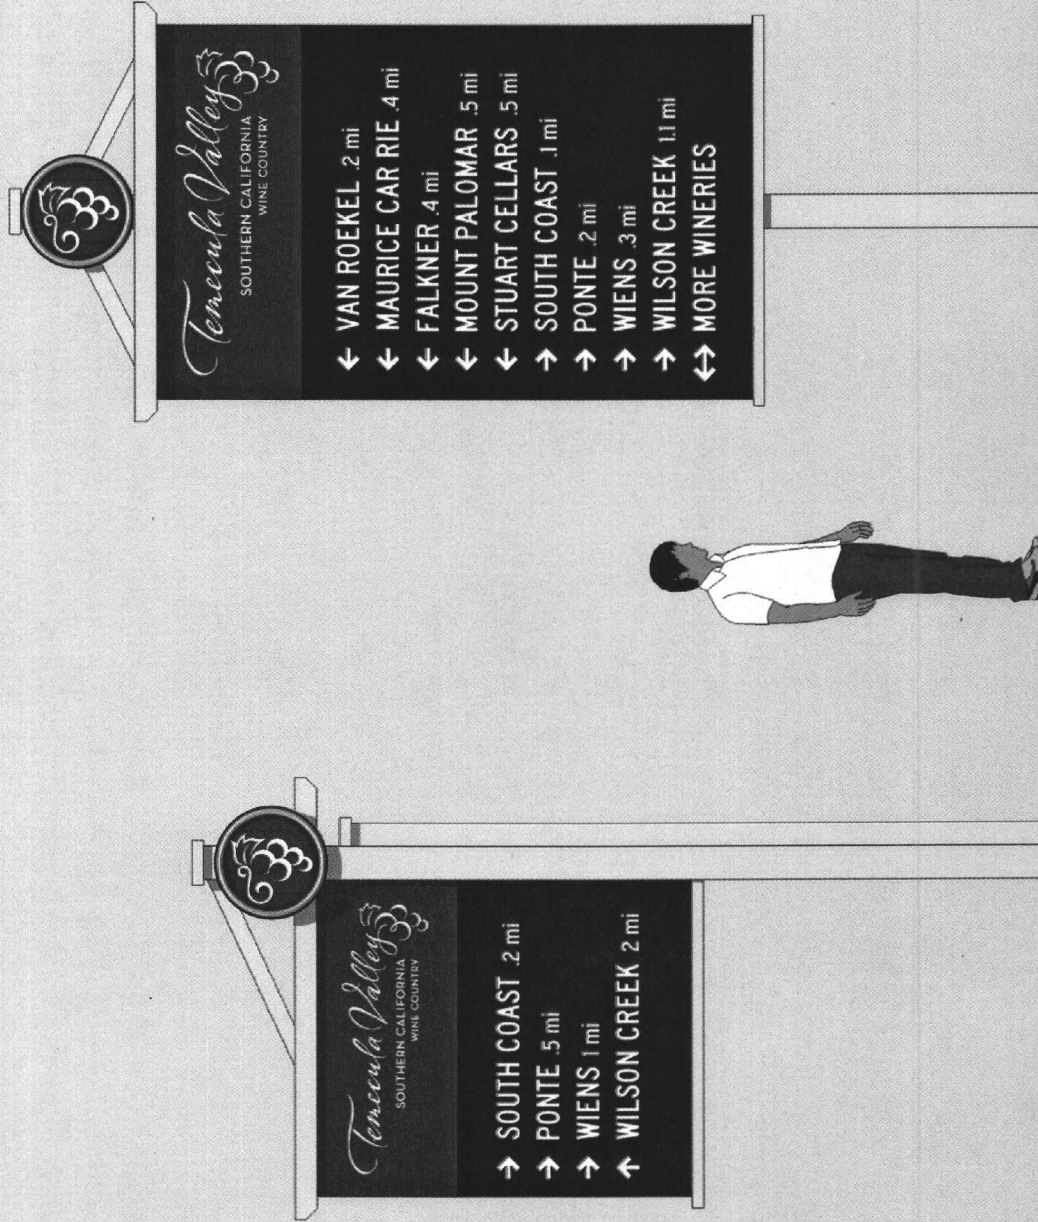 Temecula Valley
SOUTHERN CALIFORNIA
WINE COUNTRY
→ SOUTH COAST .2 mi
→ PONTE .5 mi
→ WIENS 1 mi
↑ WILSON CREEK 2 mi
Temecula Valley
SOUTHERN CALIFORNIA
WINE COUNTRY
← VAN ROEKEL .2 mi
← MAURICE CAR RIE .4 mi
← FALKNER .4 mi
← MOUNT PALOMAR .5 mi
← STUART CELLARS .5 mi
→ SOUTH COAST .1 mi
→ PONTE .2 mi
→ WIENS .3 mi
→ WILSON CREEK 1.1 mi
↔ MORE WINERIES